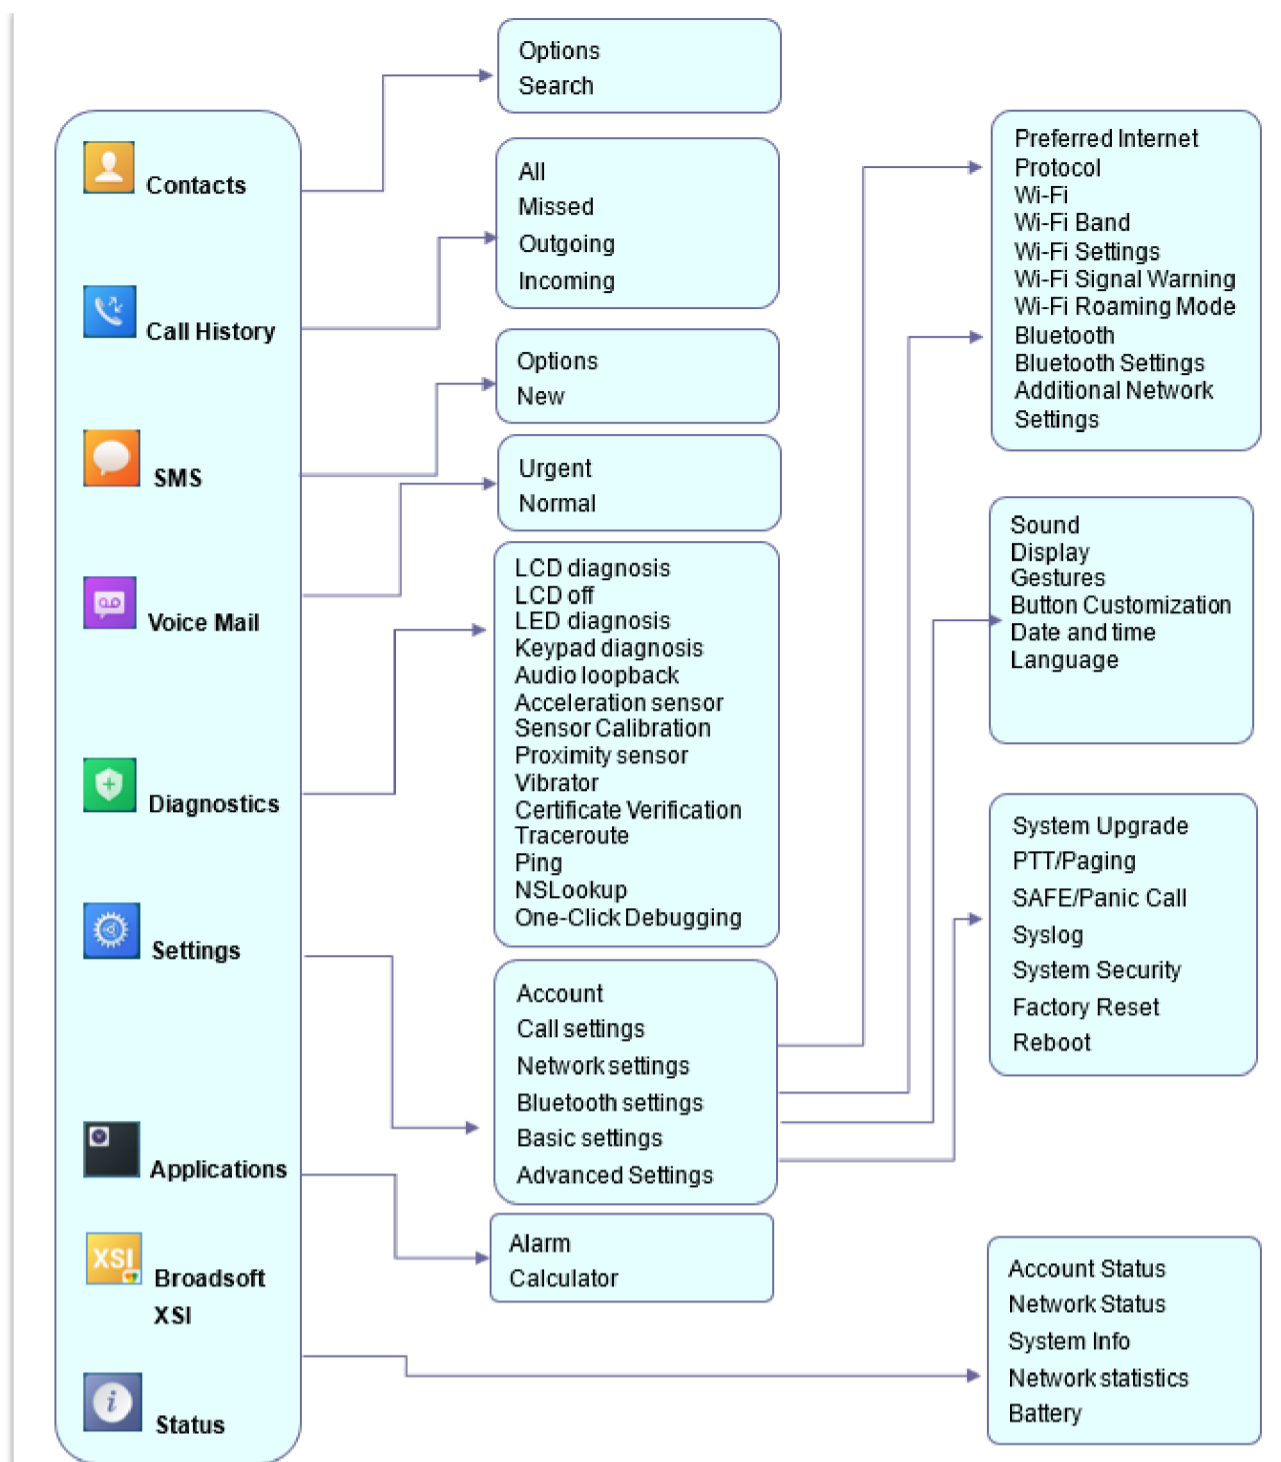 Contacts
Call History
SMS
Voice Mail
Diagnostics
Settings
Applications
XSI
Broadsoft
XSI
i
Status
Options
Search
All
Missed
Outgoing
Incoming
Options
New
Urgent
Normal
LCD diagnosis
LCD off
LED diagnosis
Keypad diagnosis
Audio loopback
Acceleration sensor
Sensor Calibration
Proximity sensor
Vibrator
Certificate Verification
Traceroute
Ping
NSLookup
One-Click Debugging
Account
Call settings
Network settings
Bluetooth settings
Basic settings
Advanced Settings
Alarm
Calculator
Preferred Internet
Protocol
Wi-Fi
Wi-Fi Band
Wi-Fi Settings
Wi-Fi Signal Warning
Wi-Fi Roaming Mode
Bluetooth
Bluetooth Settings
Additional Network
Settings
Sound
Display
Gestures
Button Customization
Date and time
Language
System Upgrade
PTT/Paging
SAFE/Panic Call
Syslog
System Security
Factory Reset
Reboot
Account Status
Network Status
System Info
Network statistics
Battery